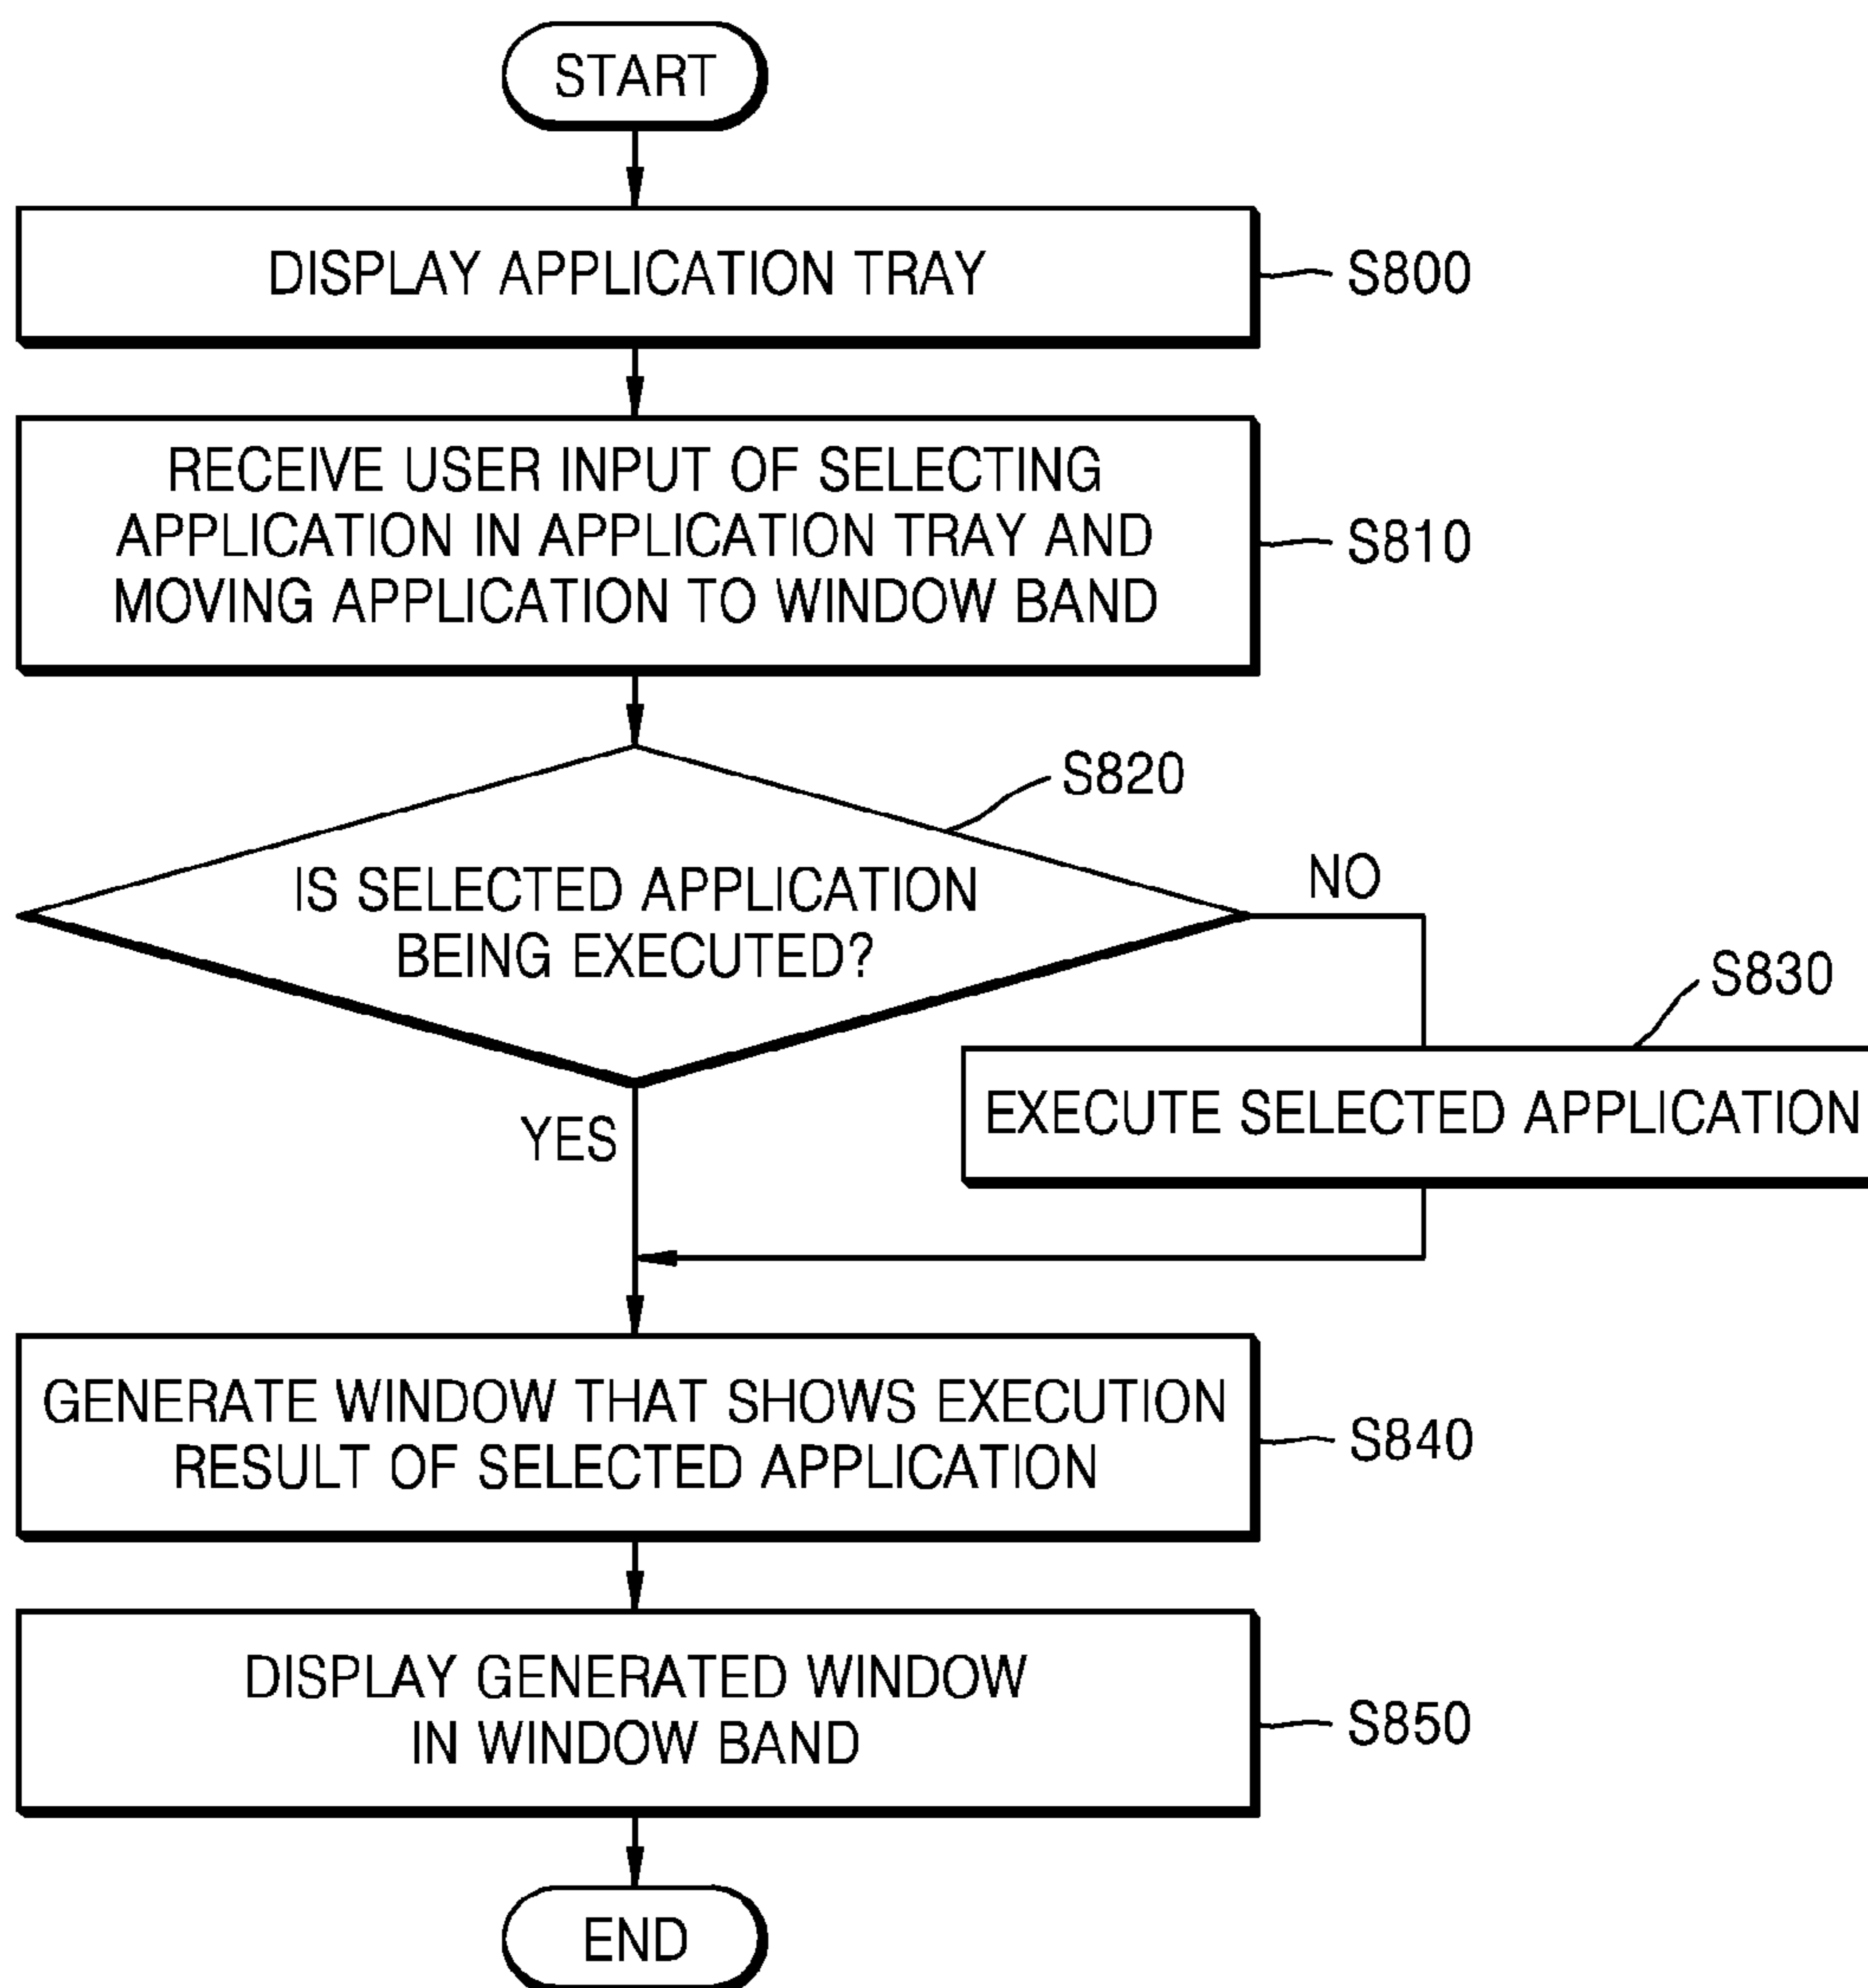 START
DISPLAY APPLICATION TRAY
S800
RECEIVE USER INPUT OF SELECTING
APPLICATION IN APPLICATION TRAY AND
MOVING APPLICATION TO WINDOW BAND
S810
S820
IS SELECTED APPLICATION
BEING EXECUTED?
NO
S830
EXECUTE SELECTED APPLICATION
YES
GENERATE WINDOW THAT SHOWS EXECUTION
RESULT OF SELECTED APPLICATION
S840
DISPLAY GENERATED WINDOW
IN WINDOW BAND
S850
END